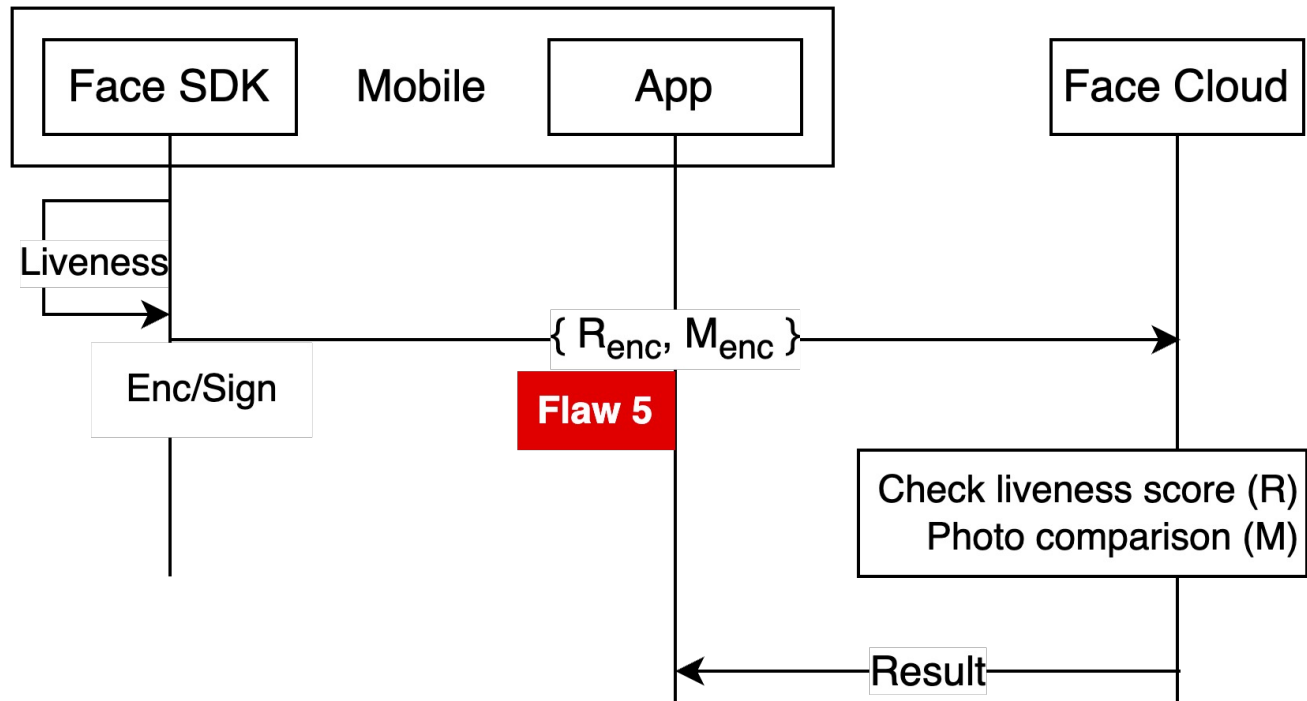 Face SDK
Mobile
App
Face Cloud
Liveness
{ Renc, Menc }
Enc/Sign
Flaw 5
Check liveness score (R)
Photo comparison (M)
Result